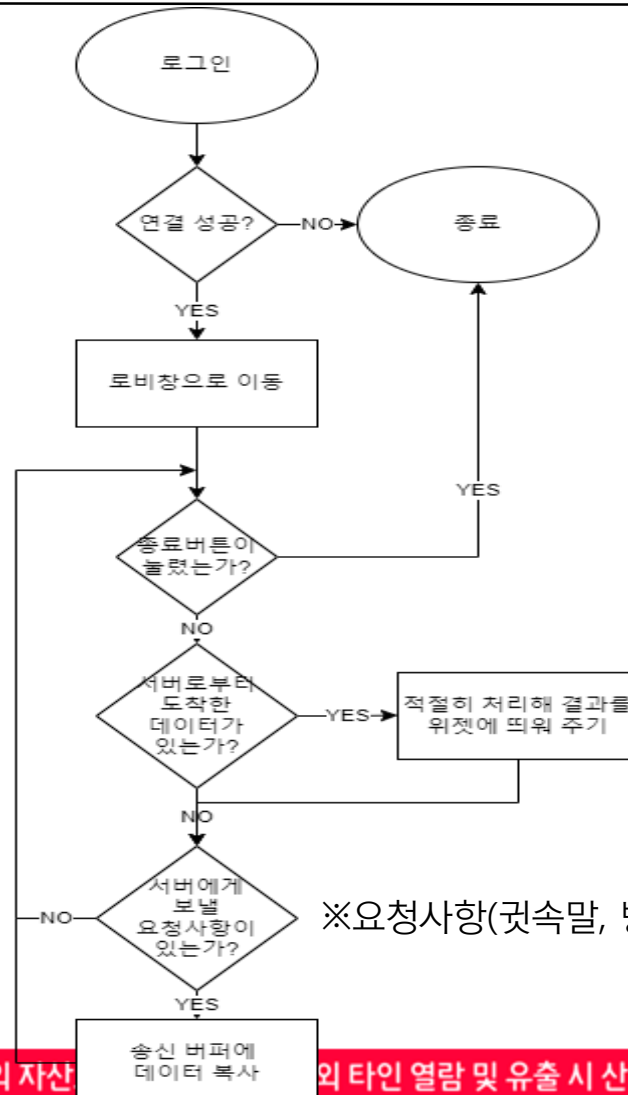 로그인
연결 성공?
NO
종료
YES
로비창으로 이동
YES
종료버튼이
눌렸는가?
NO
서버로부터
도착한
데이터가
있는가?
YES
적절히 처리해 결과를
위젯에 띄워 주기
NO
서버에게
보낼
요청사항이
있는가?
NO
※요청사항(귓속말,
YES
송신 버퍼에
데이터 복사
의 자산
외 타인 열람 및 유출 시 산